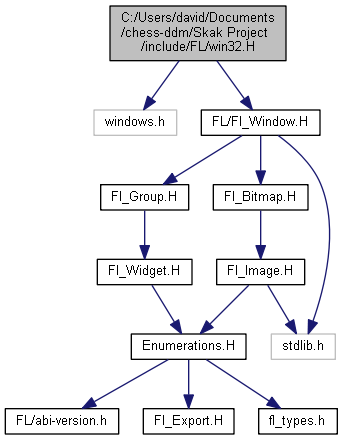 C:/Users/david/Documents
/chess-ddm/Skak Project
/include/FL/win32.H
windows.h
FL/Fl_Window.H
Fl_Group.H
Fl_Bitmap.H
Fl_Widget.H
Fl_Image.H
Enumerations.H
stdlib.h
FL/abi-version.h
Fl_Export.H
fl_types.h